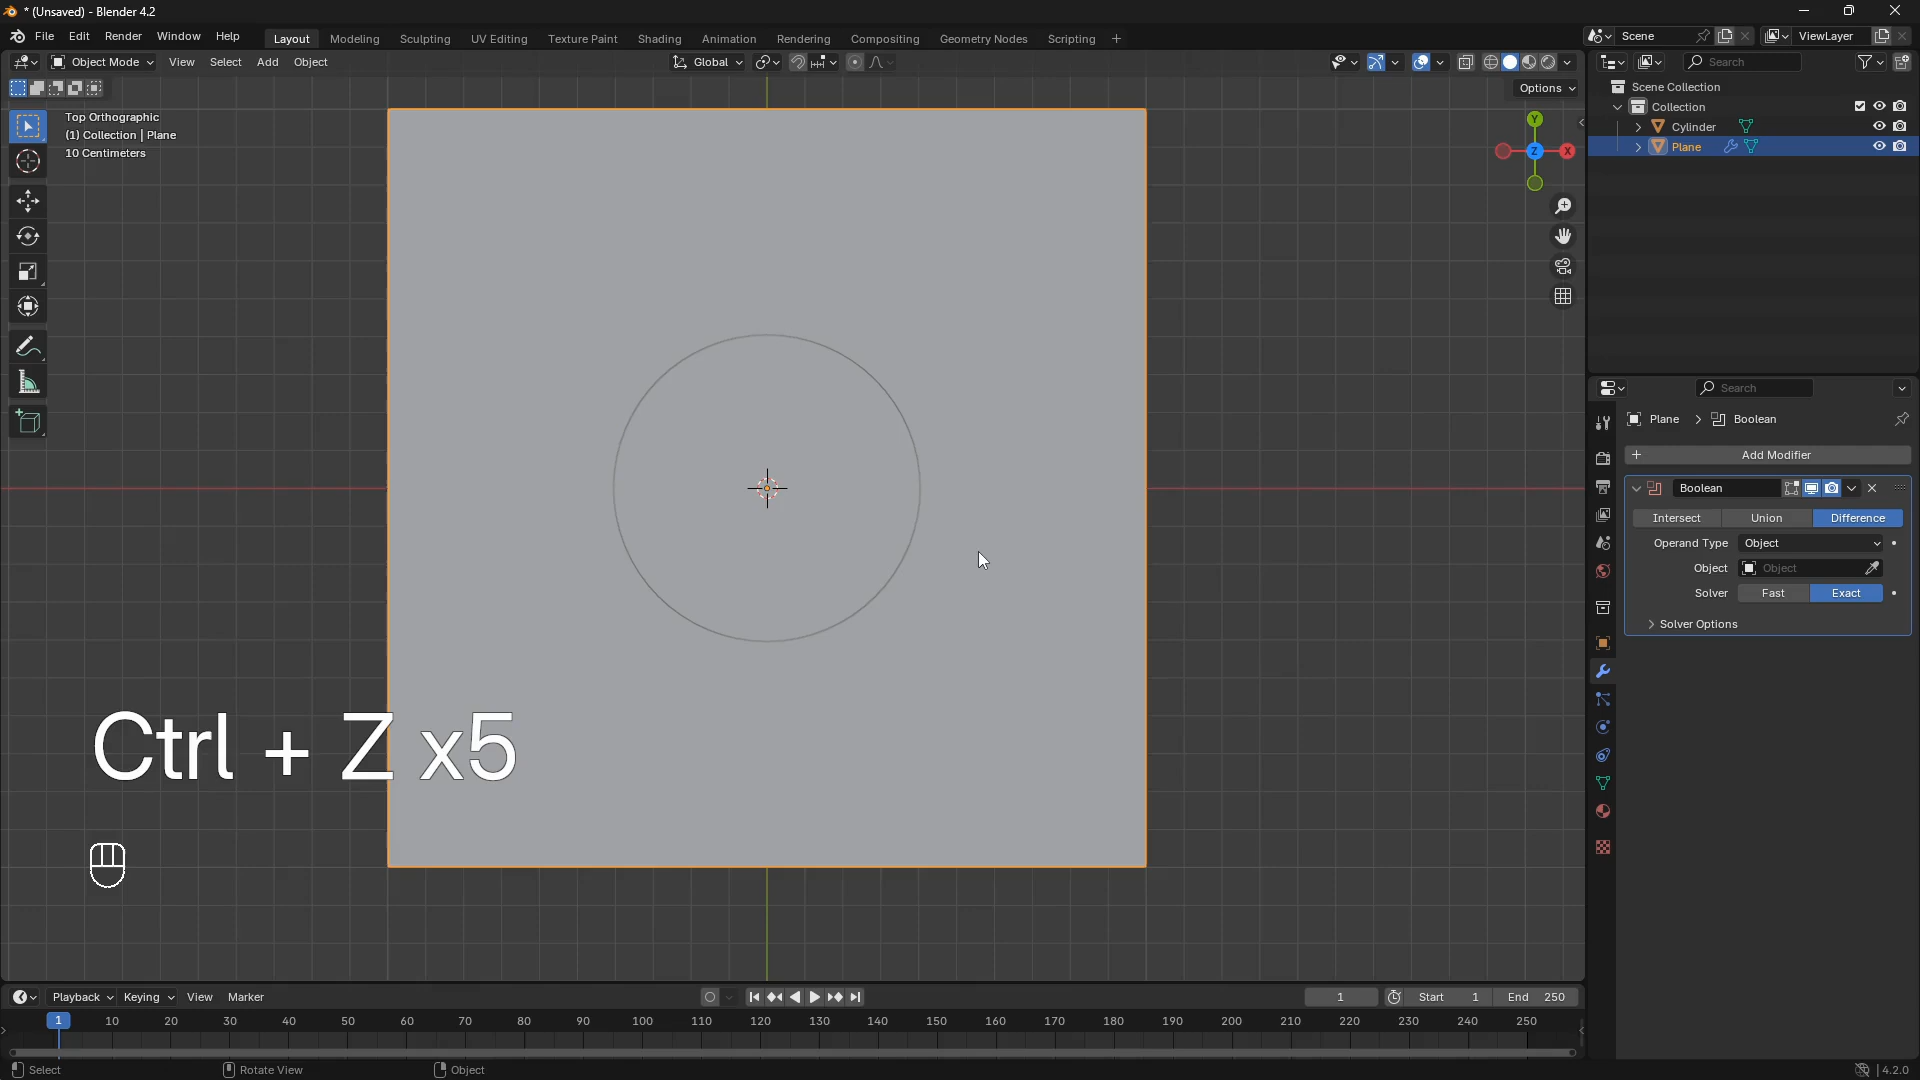 * (Unsaved) - Blender 4.2
File Edit Render Window Help Layout Modeling Sculpting UV Editing Texture Paint Shading Animation Rendering Compositing Geometry Nodes Scripting + Scene ViewLayer
Object Mode View Select Add Object Global Search
Options
Scene Collection
Collection
Cylinder
Plane
Top Orthographic
(1) Collection | Plane
10 Centimeters
Y
Z X
Search
Plane > Boolean
+ Add Modifier
Boolean
Intersect Union Difference
Operand Type Object
Object Object
Solver Fast Exact
Solver Options
Ctrl + Z x5
Playback Keying View Marker 1 Start 1 End 250
1 10 20 30 40 50 60 70 80 90 100 110 120 130 140 150 160 170 180 190 200 210 220 230 240 250
Select Rotate View Object 4.2.0